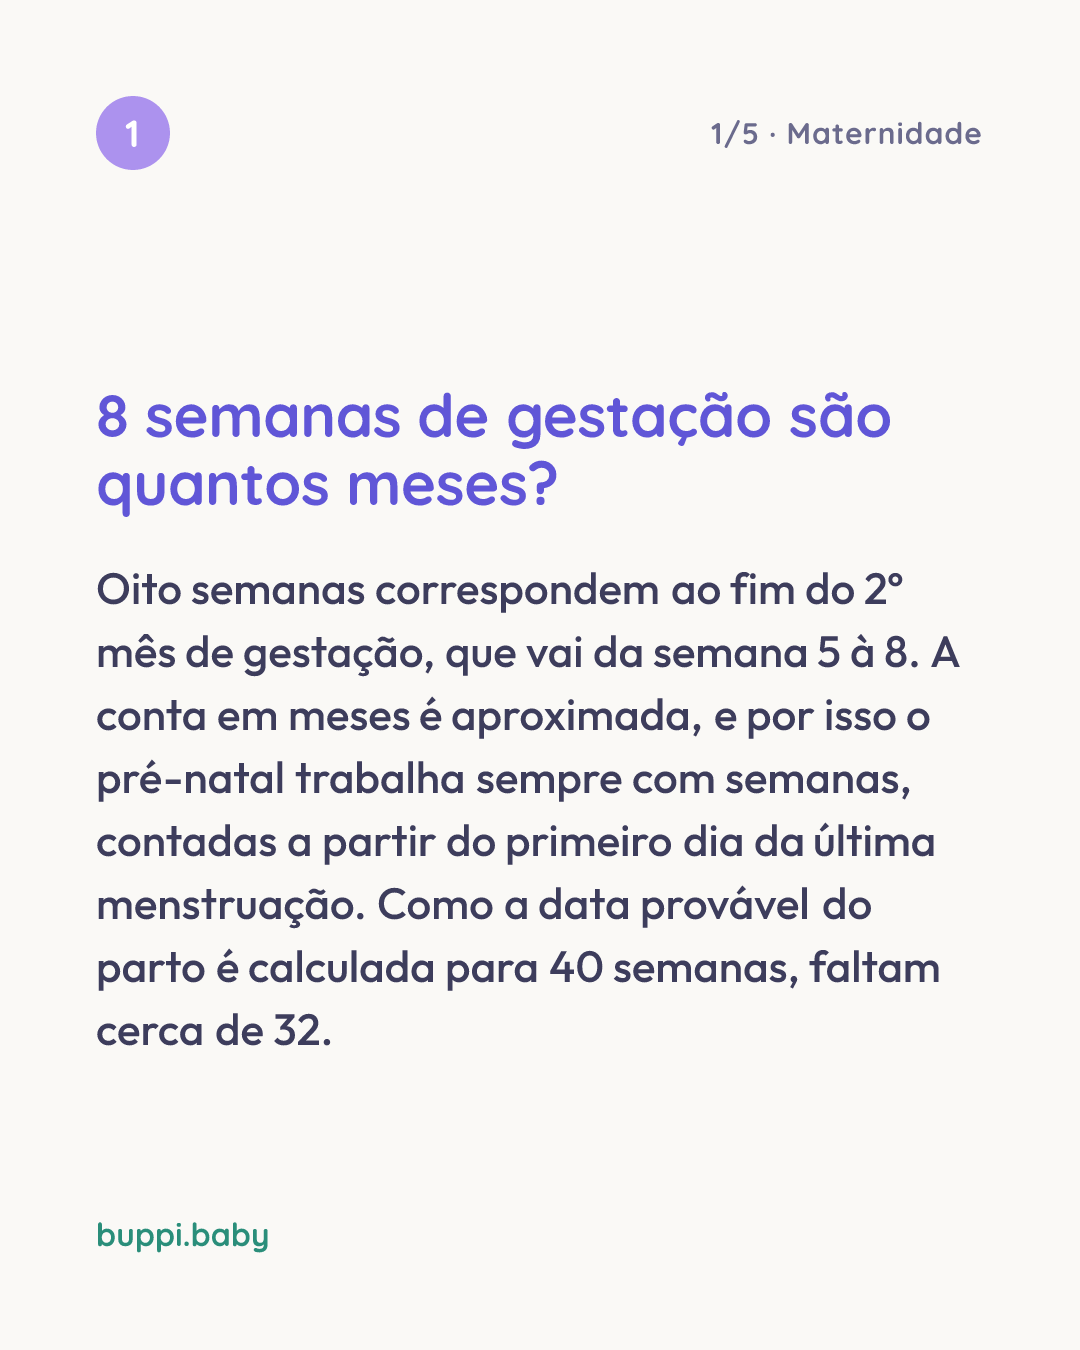 1
1/5 · Maternidade
8 semanas de gestação são
quantos meses?
Oito semanas correspondem ao fim do 2º
mês de gestação, que vai da semana 5 à 8. A
conta em meses é aproximada, e por isso o
pré-natal trabalha sempre com semanas,
contadas a partir do primeiro dia da última
menstruação. Como a data provável do
parto é calculada para 40 semanas, faltam
cerca de 32.
buppi.baby